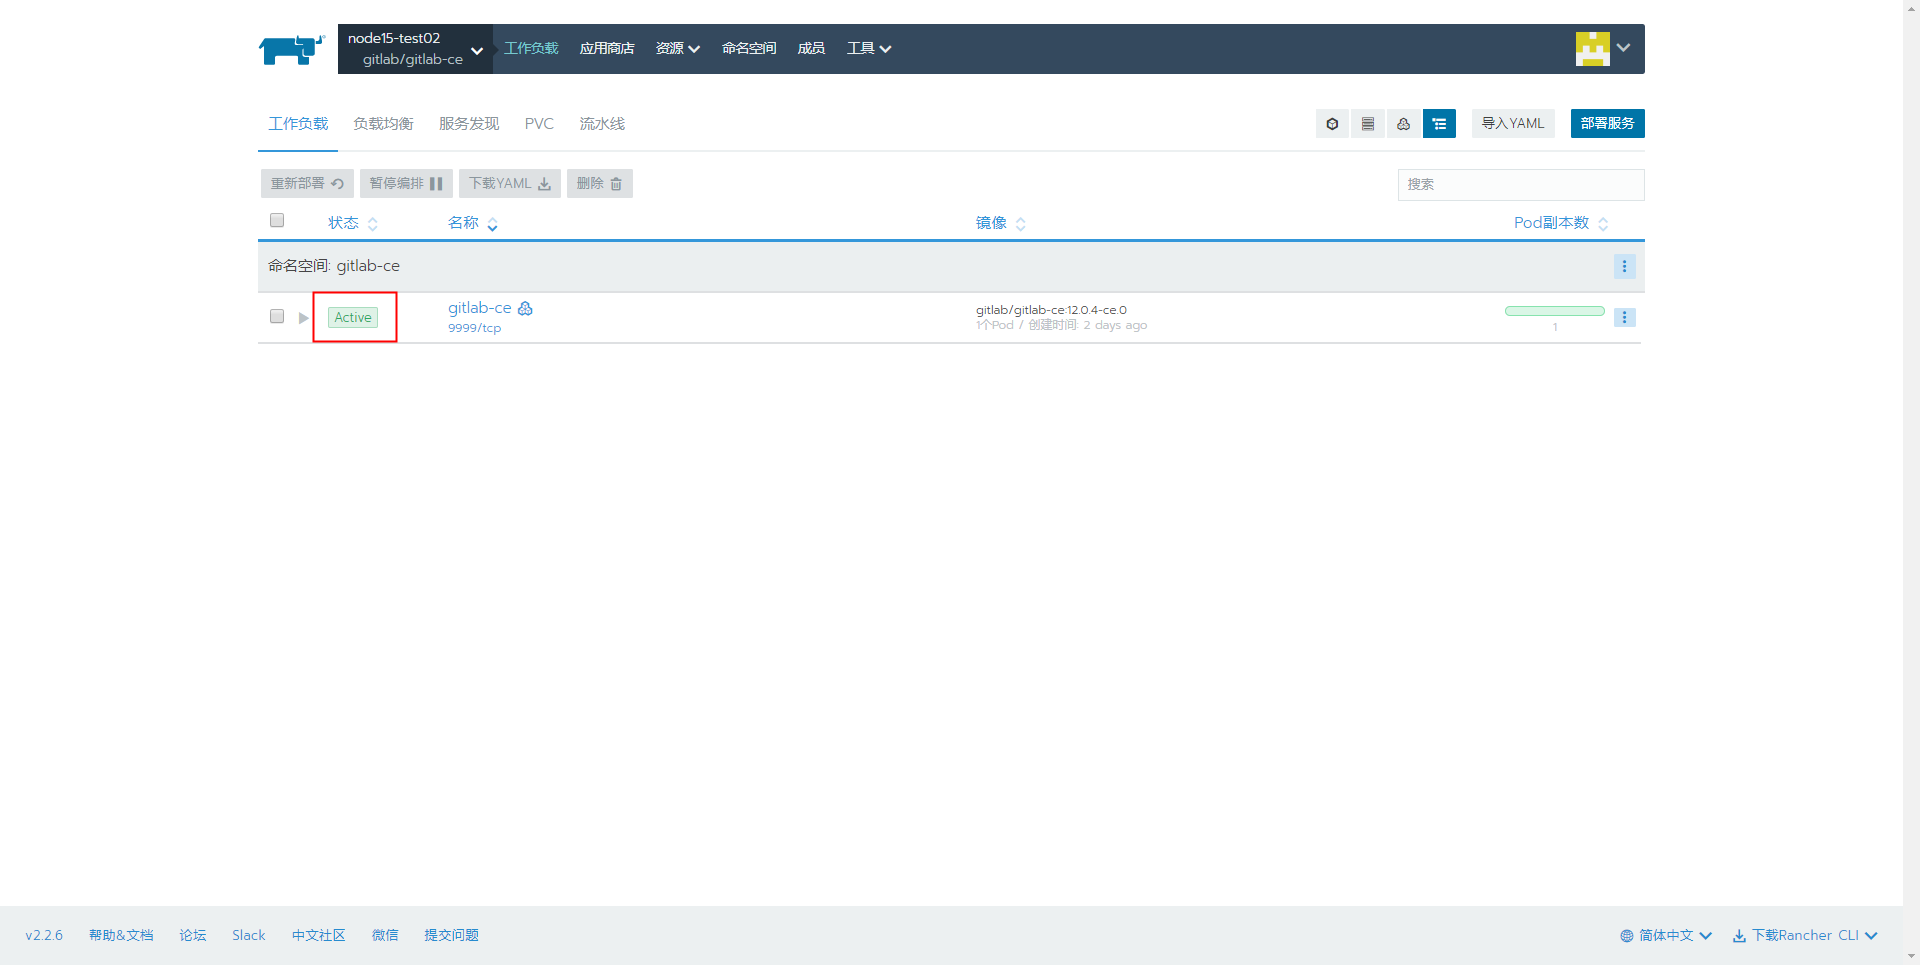 node15-test02
gitlab/gitlab-ce
工作负载 应用商店 资源 命名空间 成员 工具
工作负载 负载均衡 服务发现 PVC 流水线
导入YAML 部署服务
重新部署 暂停编排 下载YAML 删除 搜索
状态 名称 镜像 Pod副本数
命名空间: gitlab-ce
Active gitlab-ce
9999/tcp
gitlab/gitlab-ce:12.0.4-ce.0
1个Pod / 创建时间: 2 days ago
1
v2.2.6 帮助&文档 论坛 Slack 中文社区 微信 提交问题 简体中文 下载Rancher CLI